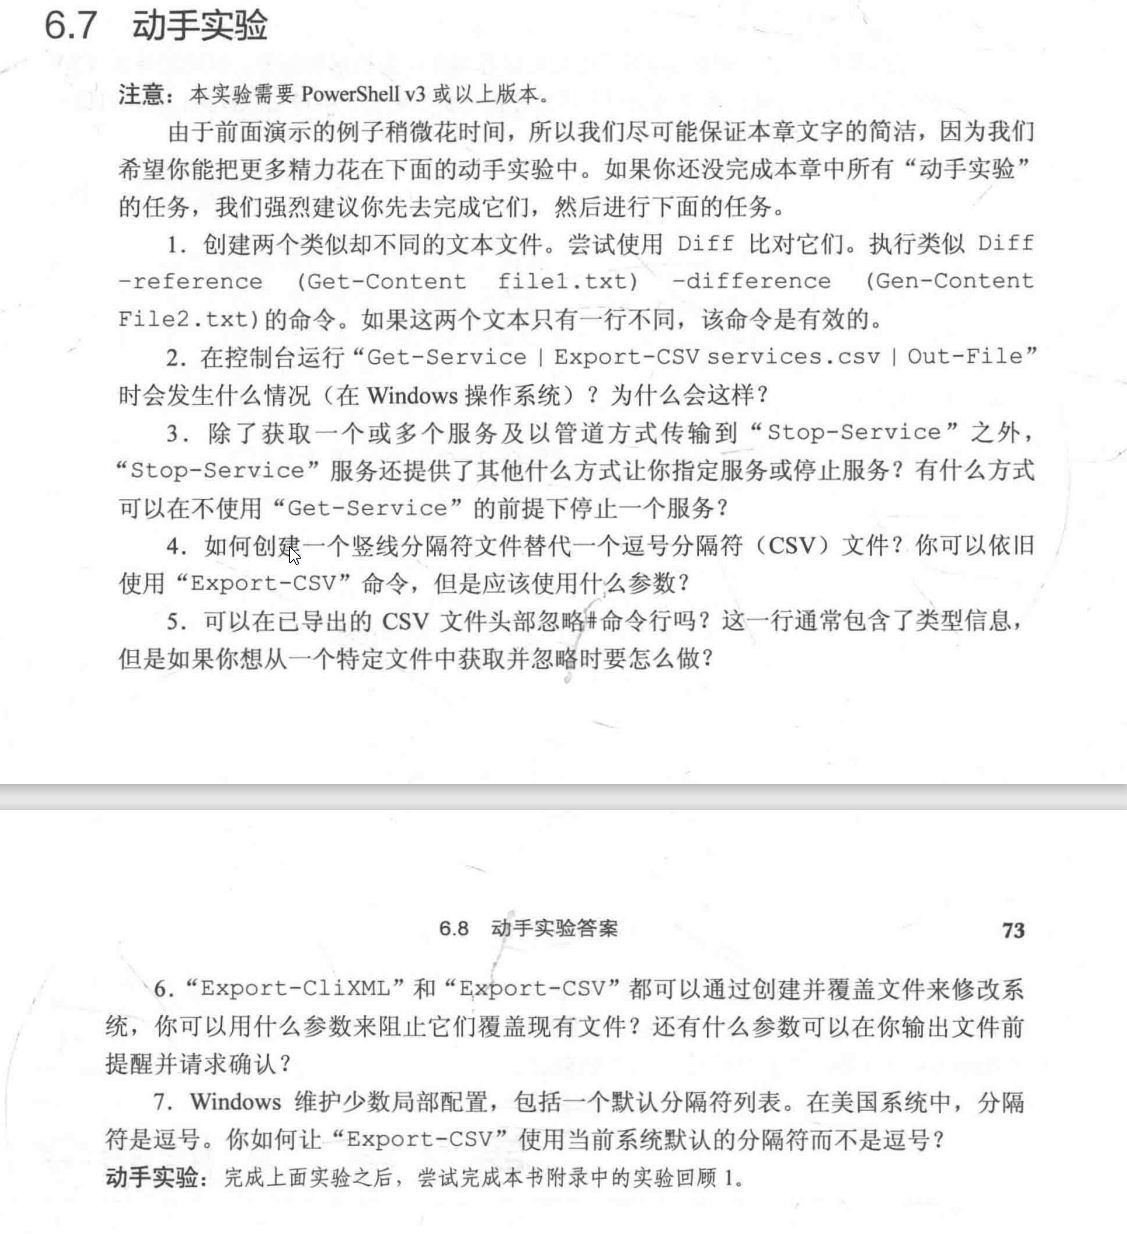 6.7 动手实验
注意：本实验需要 PowerShell v3 或以上版本。
由于前面演示的例子稍微花时间，所以我们尽可能保证本章文字的简洁，因为我们
希望你能把更多精力花在下面的动手实验中。如果你还没完成本章中所有“动手实验”
的任务，我们强烈建议你先去完成它们，然后进行下面的任务。
1．创建两个类似却不同的文本文件。尝试使用 Diff 比对它们。执行类似 Diff
-reference (Get-Content file1.txt) -difference (Gen-Content
File2.txt)的命令。如果这两个文本只有一行不同，该命令是有效的。
2．在控制台运行“Get-Service | Export-CSV services.csv | Out-File”
时会发生什么情况（在 Windows 操作系统）？为什么会这样？
3．除了获取一个或多个服务及以管道方式传输到“Stop-Service”之外，
“Stop-Service”服务还提供了其他什么方式让你指定服务或停止服务？有什么方式
可以在不使用“Get-Service”的前提下停止一个服务？
4．如何创建一个竖线分隔符文件替代一个逗号分隔符（CSV）文件？你可以依旧
使用“Export-CSV”命令，但是应该使用什么参数？
5．可以在已导出的 CSV 文件头部忽略#命令行吗？这一行通常包含了类型信息，
但是如果你想从一个特定文件中获取并忽略时要怎么做？
6.8 动手实验答案 73
6．“Export-CliXML”和“Export-CSV”都可以通过创建并覆盖文件来修改系
统，你可以用什么参数来阻止它们覆盖现有文件？还有什么参数可以在你输出文件前
提醒并请求确认？
7．Windows 维护少数局部配置，包括一个默认分隔符列表。在美国系统中，分隔
符是逗号。你如何让“Export-CSV”使用当前系统默认的分隔符而不是逗号？
动手实验：完成上面实验之后，尝试完成本书附录中的实验回顾 1。